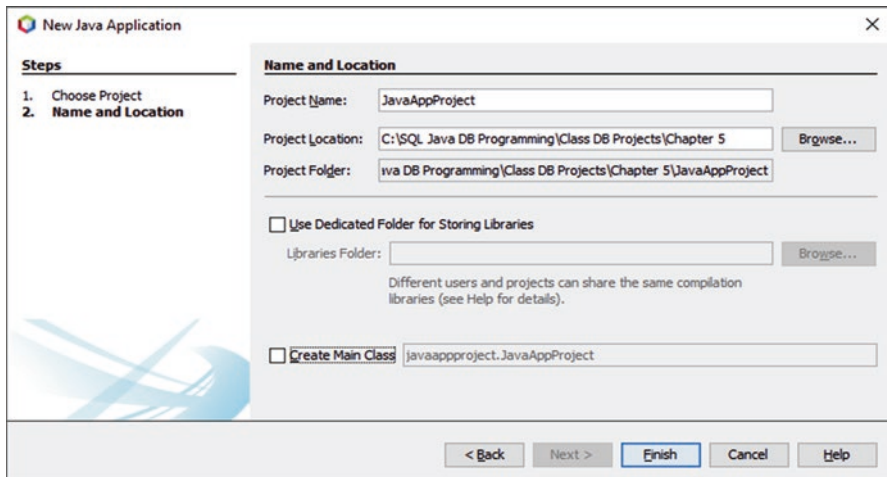 New Java Application
Steps
1. Choose Project
2. Name and Location
Name and Location
Project Name: JavaAppProject
Project Location: C:\SQL Java DB Programming\Class DB Projects\Chapter 5 Browse...
Project Folder: ıva DB Programming\Class DB Projects\Chapter 5\JavaAppProject
Use Dedicated Folder for Storing Libraries
Libraries Folder: Browse...
Different users and projects can share the same compilation
libraries (see Help for details).
Create Main Class javaappproject.JavaAppProject
< Back Next > Finish Cancel Help